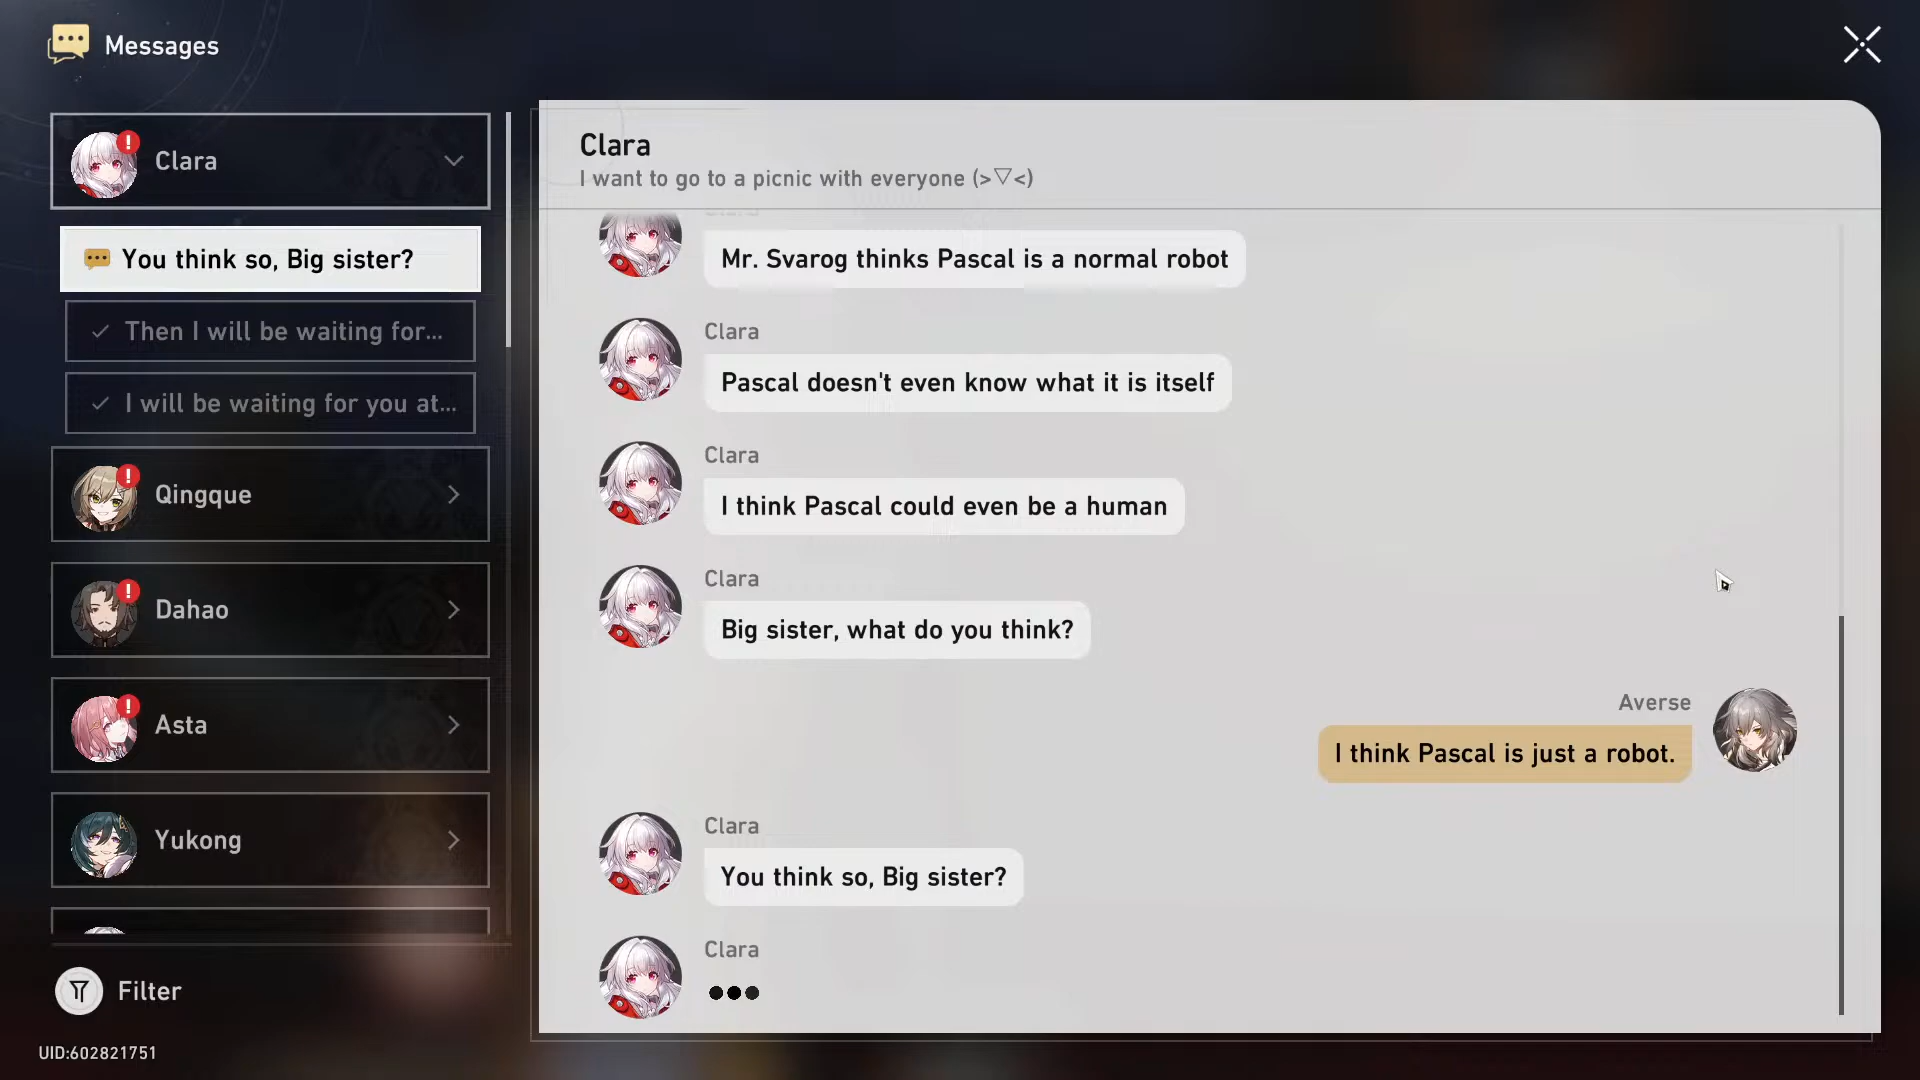 Messages
Clara
You think so, Big sister?
Then I will be waiting for...
I will be waiting for you at...
Qingque
Dahao
Asta
Yukong
Filter
UID:602821751
Clara
I want to go to a picnic with everyone (>▽<)
Clara
Mr. Svarog thinks Pascal is a normal robot
Clara
Pascal doesn't even know what it is itself
Clara
I think Pascal could even be a human
Clara
Big sister, what do you think?
Averse
I think Pascal is just a robot.
Clara
You think so, Big sister?
Clara